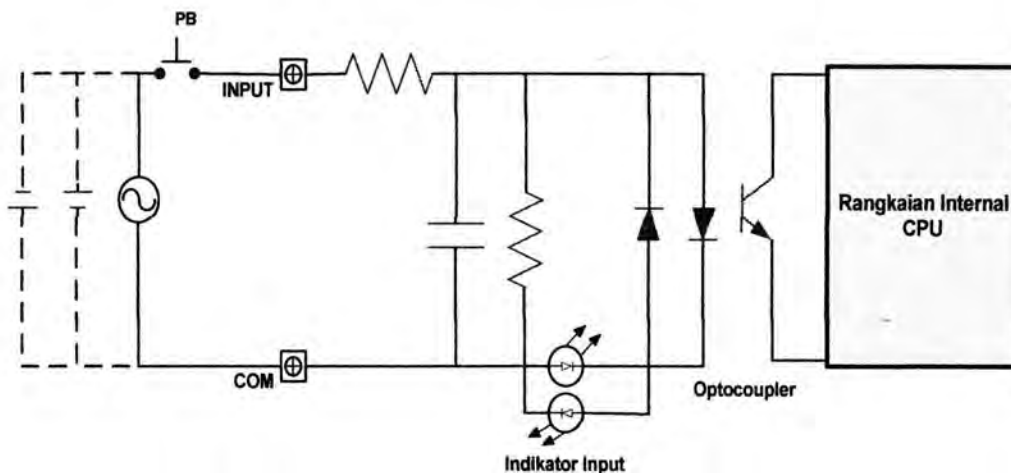 PB
INPUT
Rangkaian Internal
CPU
COM
Optocoupler
Indikator Input